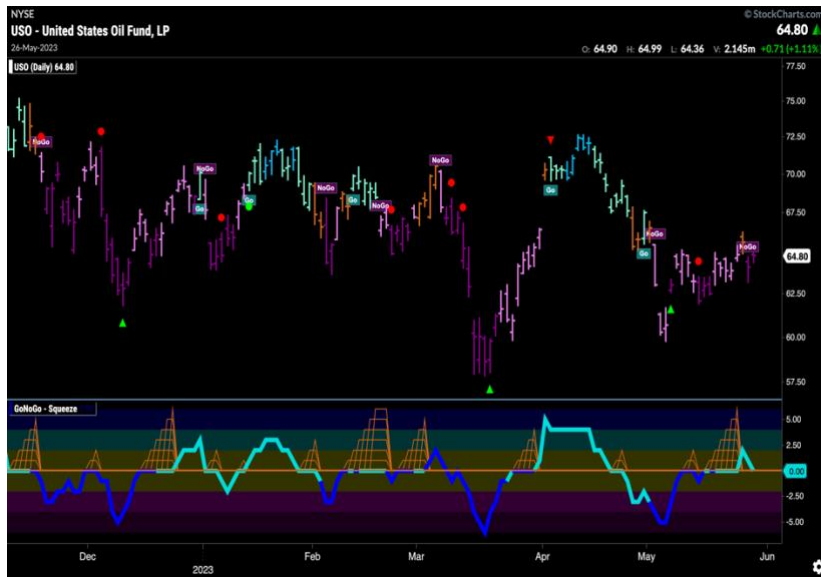 NYSE
© StockCharts.com
USO - United States Oil Fund, LP
64.80
26-May-2023
O: 64.90 H: 64.99 L: 64.36 V: 2.145m +0.71 (+1.11%)
USO (Daily) 64.80
77.50
75.00
72.50
70.00
67.50
64.80
62.50
60.00
57.50
NoGo
NoGo
Go
Go
NoGo
Go
NoGo
NoGo
Go
Go
NoGo
NoGo
GoNoGo - Squeeze
5.00
2.50
0.00
-2.50
-5.00
Dec
2023
Feb
Mar
Apr
May
Jun